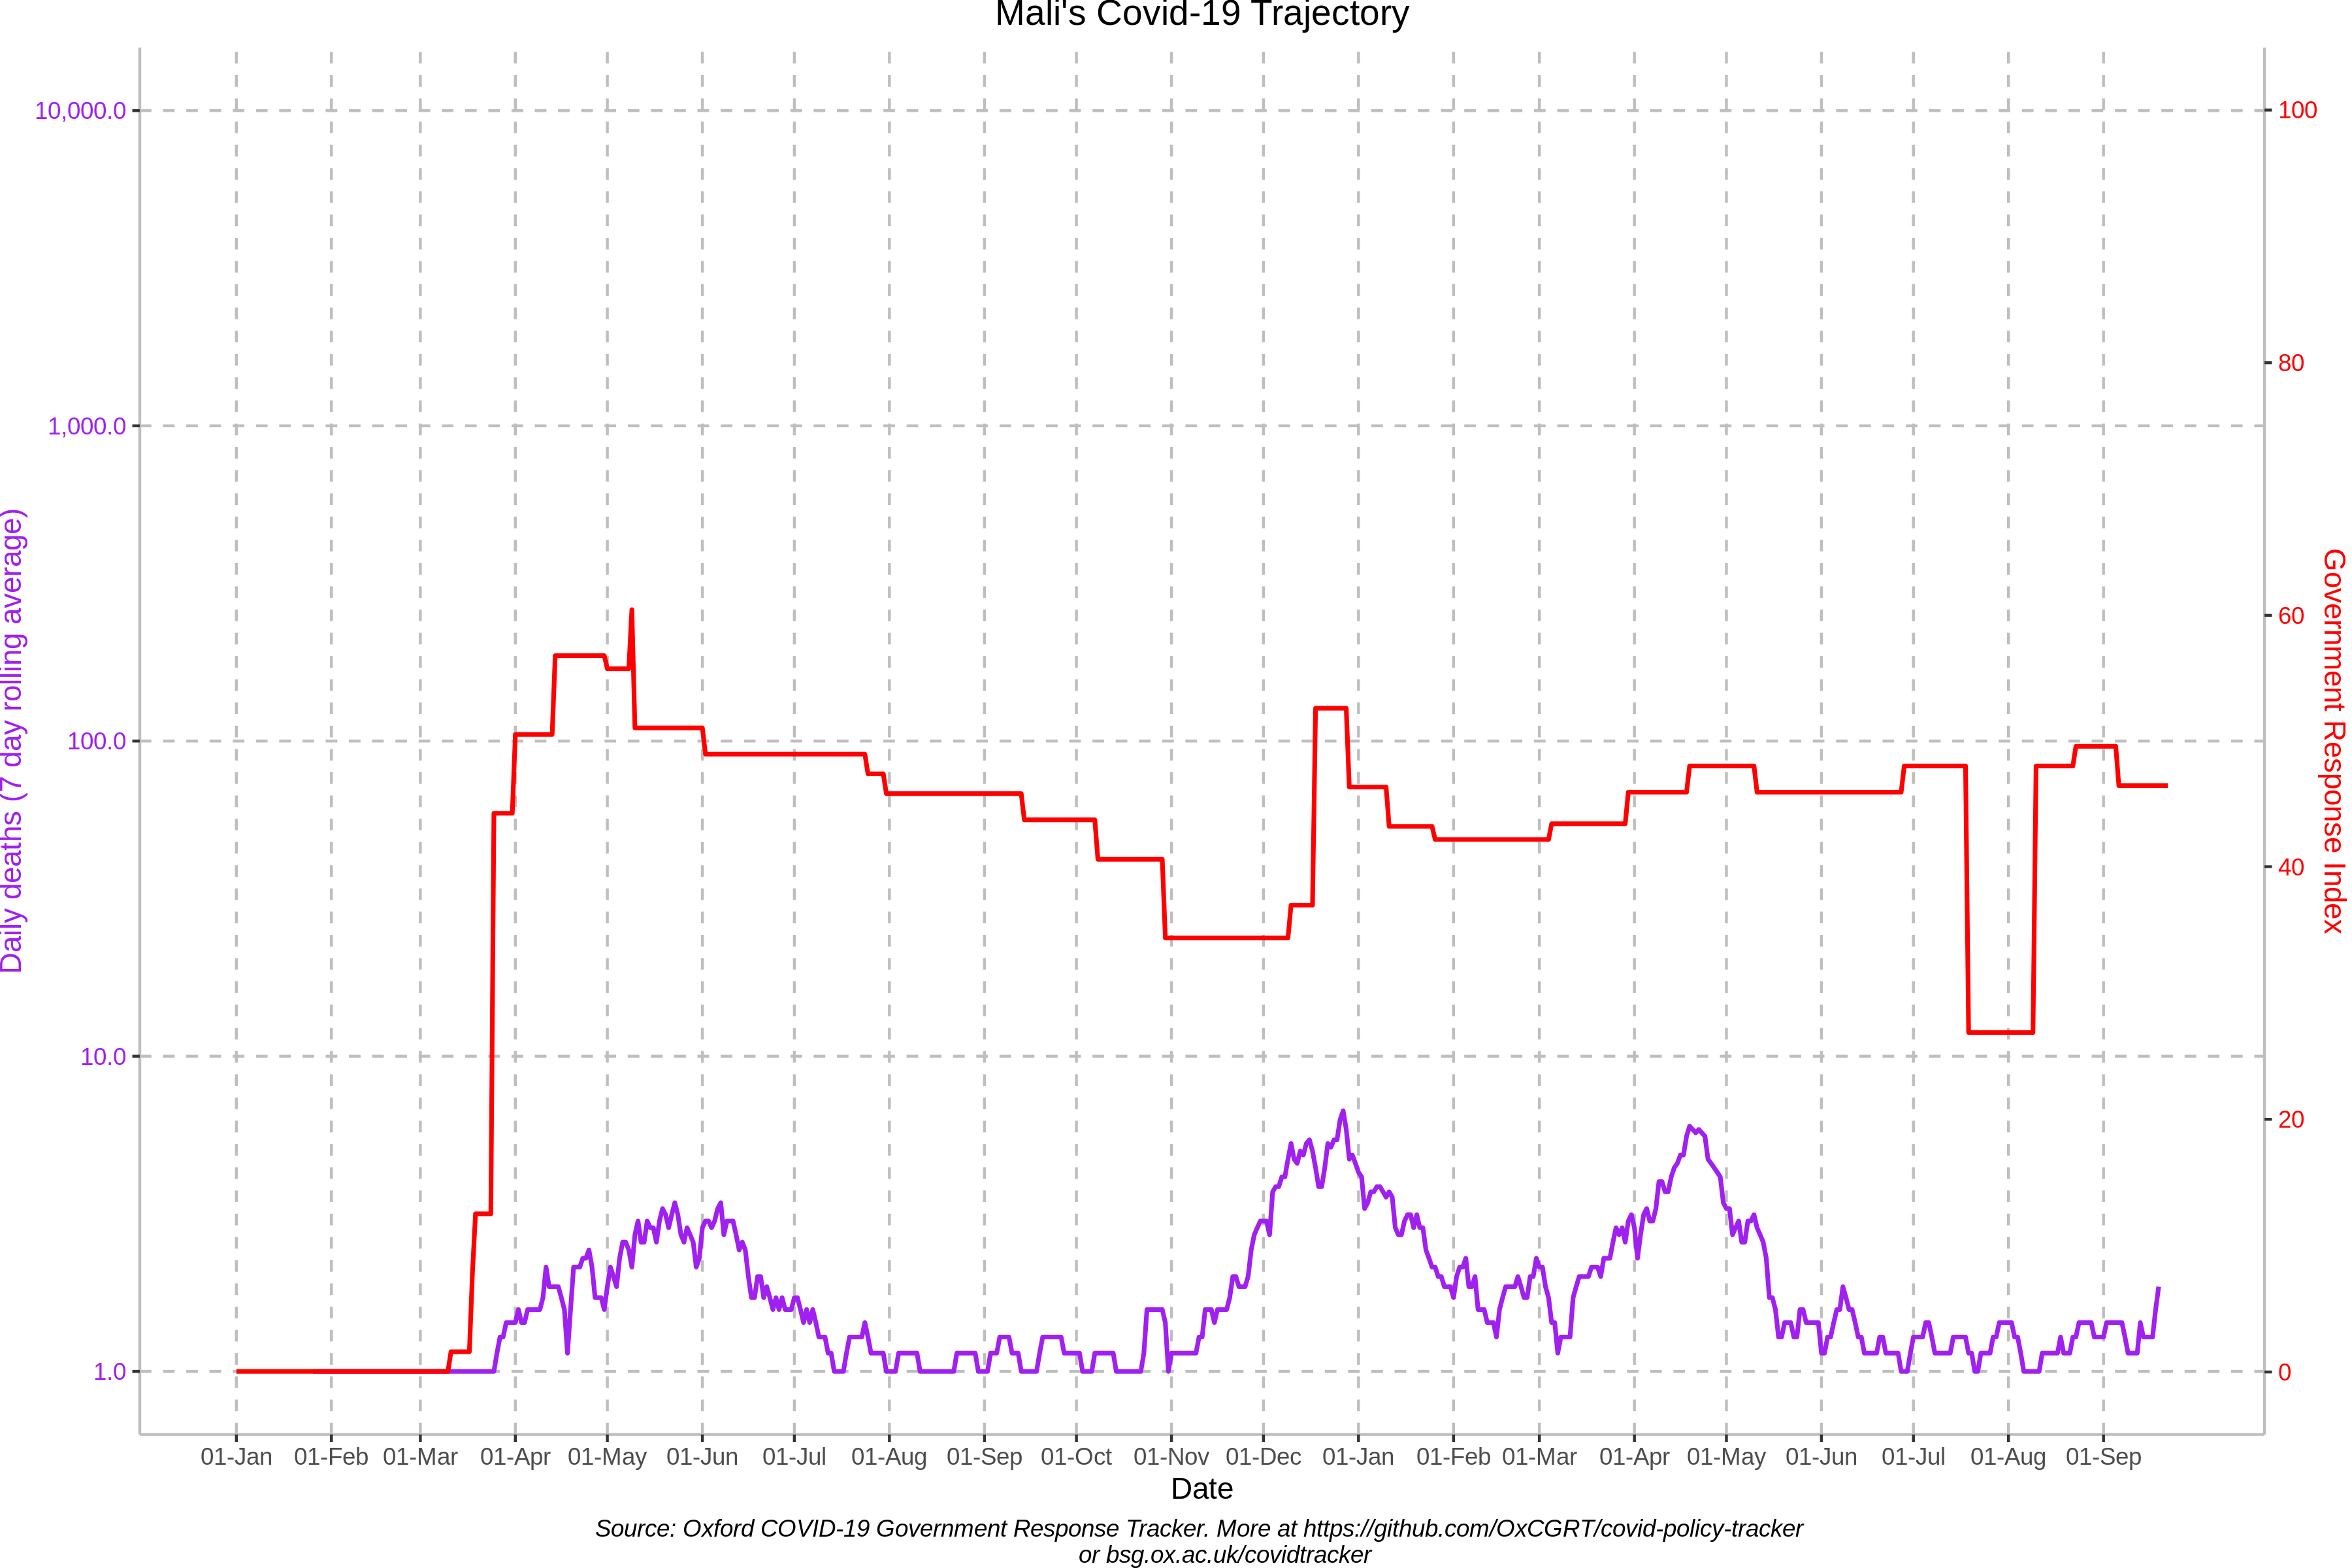 Mali's Covid-19 Trajectory
10,000.0
1,000.0
100.0
10.0
1.0
Daily deaths (7 day rolling average)
100
80
60
40
20
0
Government Response Index
01-Jan 01-Feb 01-Mar 01-Apr 01-May 01-Jun 01-Jul 01-Aug 01-Sep 01-Oct 01-Nov 01-Dec 01-Jan 01-Feb 01-Mar 01-Apr 01-May 01-Jun 01-Jul 01-Aug 01-Sep
Date
Source: Oxford COVID-19 Government Response Tracker. More at https://github.com/OxCGRT/covid-policy-tracker
or bsg.ox.ac.uk/covidtracker